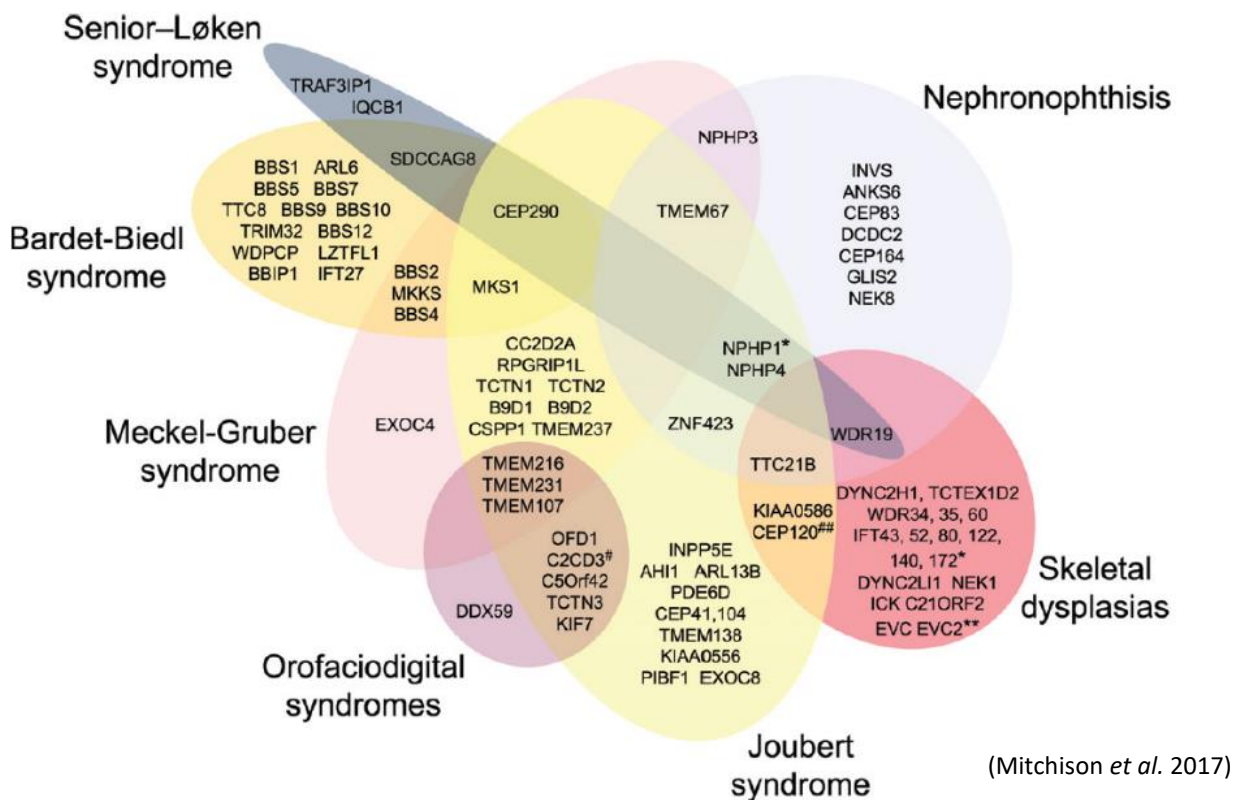 Senior–Løken
syndrome
TRAF3IP1
IQCB1
SDCCAG8
Nephronophthisis
NPHP3
INVS
ANKS6
CEP83
DCDC2
CEP164
GLIS2
NEK8
BBS1 ARL6
BBS5 BBS7
TTC8 BBS9 BBS10
TRIM32 BBS12
WDPCP LZTFL1
BBIP1 IFT27
Bardet-Biedl
syndrome
CEP290
TMEM67
BBS2
MKKS
BBS4
MKS1
CC2D2A
RPGRIP1L
TCTN1 TCTN2
B9D1 B9D2
CSPP1 TMEM237
NPHP1*
NPHP4
ZNF423
WDR19
TTC21B
Meckel-Gruber
syndrome
EXOC4
TMEM216
TMEM231
TMEM107
OFD1
C2CD3#
C5Orf42
TCTN3
KIF7
DDX59
Orofaciodigital
syndromes
KIAA0586
CEP120##
DYNC2H1, TCTEX1D2
WDR34, 35, 60
IFT43, 52, 80, 122,
140, 172*
DYNC2LI1 NEK1
ICK C21ORF2
EVC EVC2**
Skeletal
dysplasias
INPP5E
AHI1 ARL13B
PDE6D
CEP41,104
TMEM138
KIAA0556
PIBF1 EXOC8
Joubert
syndrome
(Mitchison et al. 2017)